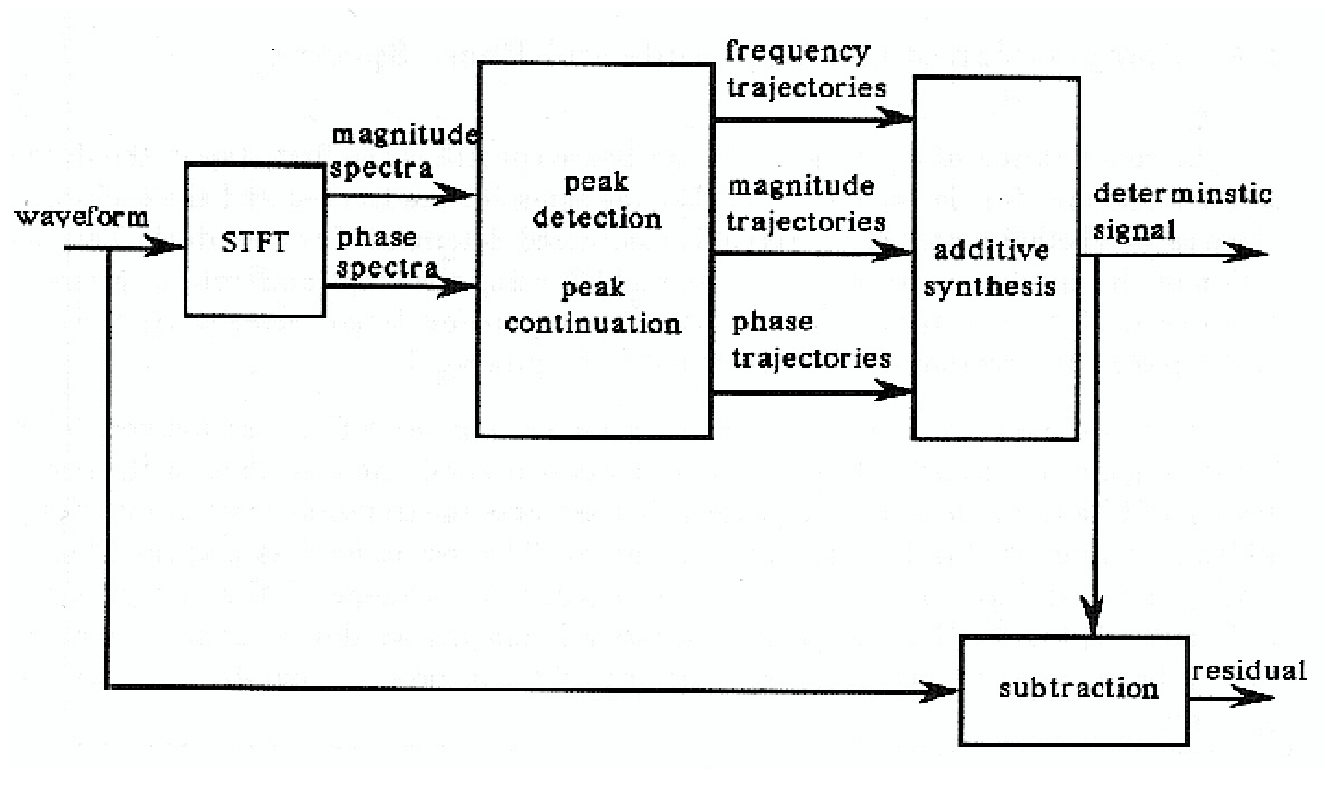 waveform
STFT
magnitude
spectra
phase
spectra
peak
detection
peak
continuation
frequency
trajectories
magnitude
trajectories
phase
trajectories
additive
synthesis
determinstic
signal
subtraction
residual